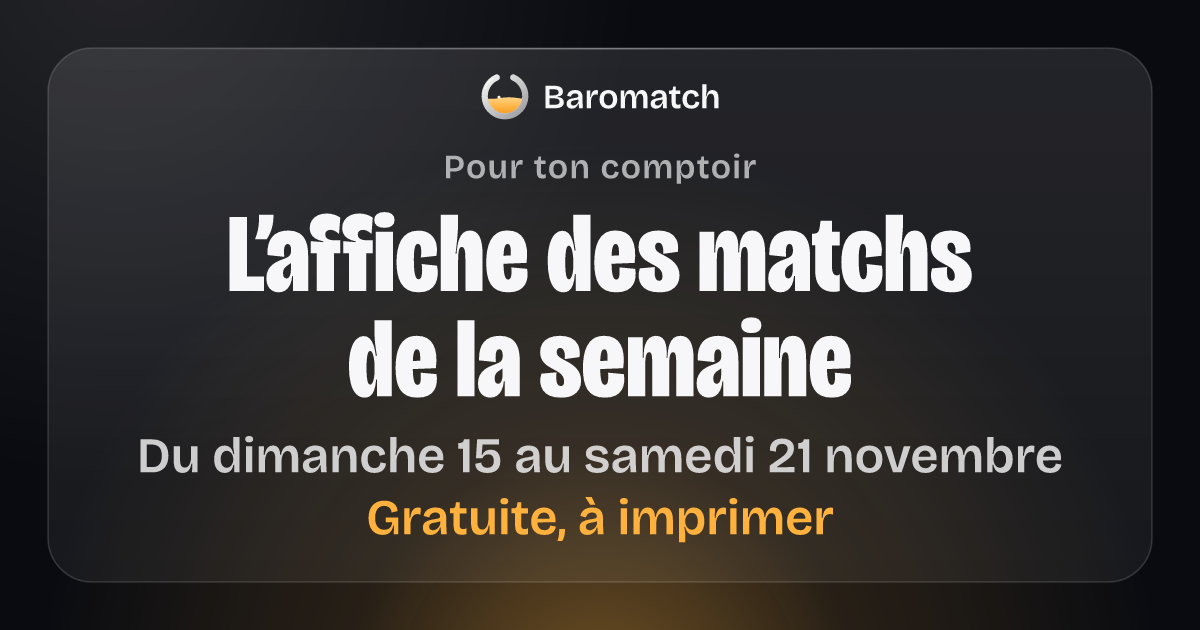 Baromatch
Pour ton comptoir
L’affiche des matchs
de la semaine
Du dimanche 15 au samedi 21 novembre
Gratuite, à imprimer